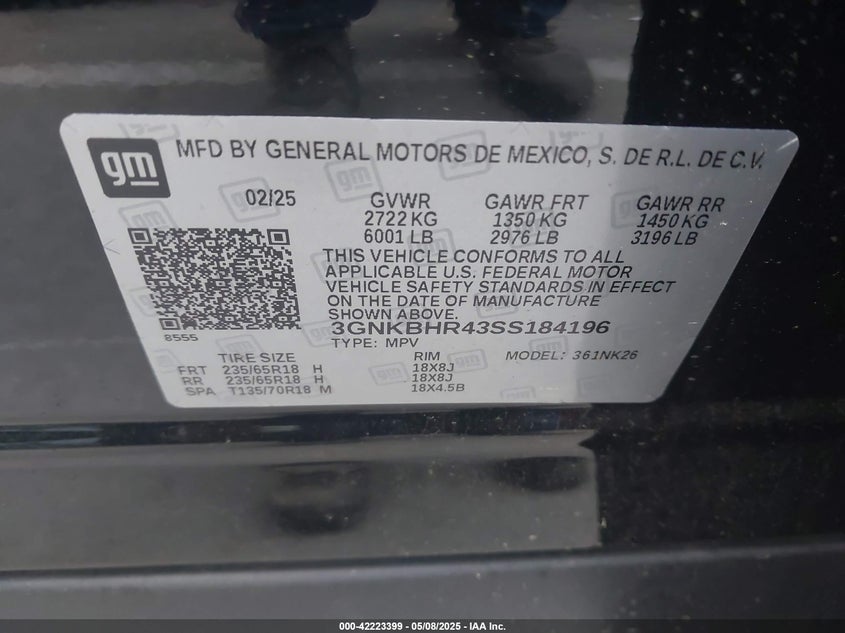 gm
MFD BY GENERAL MOTORS DE MEXICO, S. DE R.L. DE C.V.
02/25
GVWR GAWR FRT GAWR RR
2722 KG 1350 KG 1450 KG
6001 LB 2976 LB 3196 LB
THIS VEHICLE CONFORMS TO ALL
APPLICABLE U.S. FEDERAL MOTOR
VEHICLE SAFETY STANDARDS IN EFFECT
ON THE DATE OF MANUFACTURE
SHOWN ABOVE.
3GNKBHR43SS184196
8555
TYPE: MPV
TIRE SIZE RIM MODEL: 361NK26
FRT 235/65R18 H 18X8J
RR 235/65R18 H 18X8J
SPA T135/70R18 M 18X4.5B
000-42223399 - 05/08/2025 - IAA Inc.